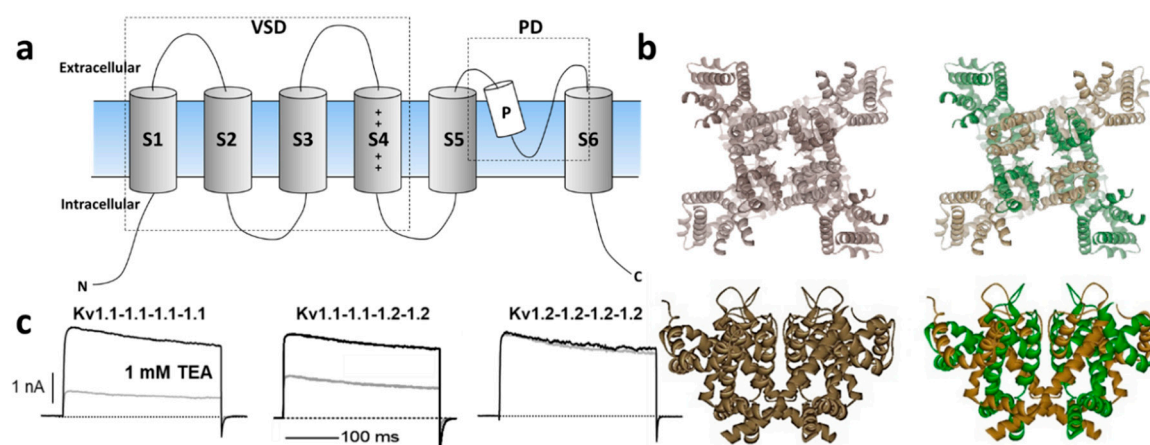 a
VSD
PD
b
Extracellular
S1
S2
S3
S4
S5
P
S6
+
+
+
+
Intracellular
N
C
c
Kv1.1-1.1-1.1-1.1
Kv1.1-1.1-1.2-1.2
Kv1.2-1.2-1.2-1.2
1 nA
1 mM TEA
100 ms